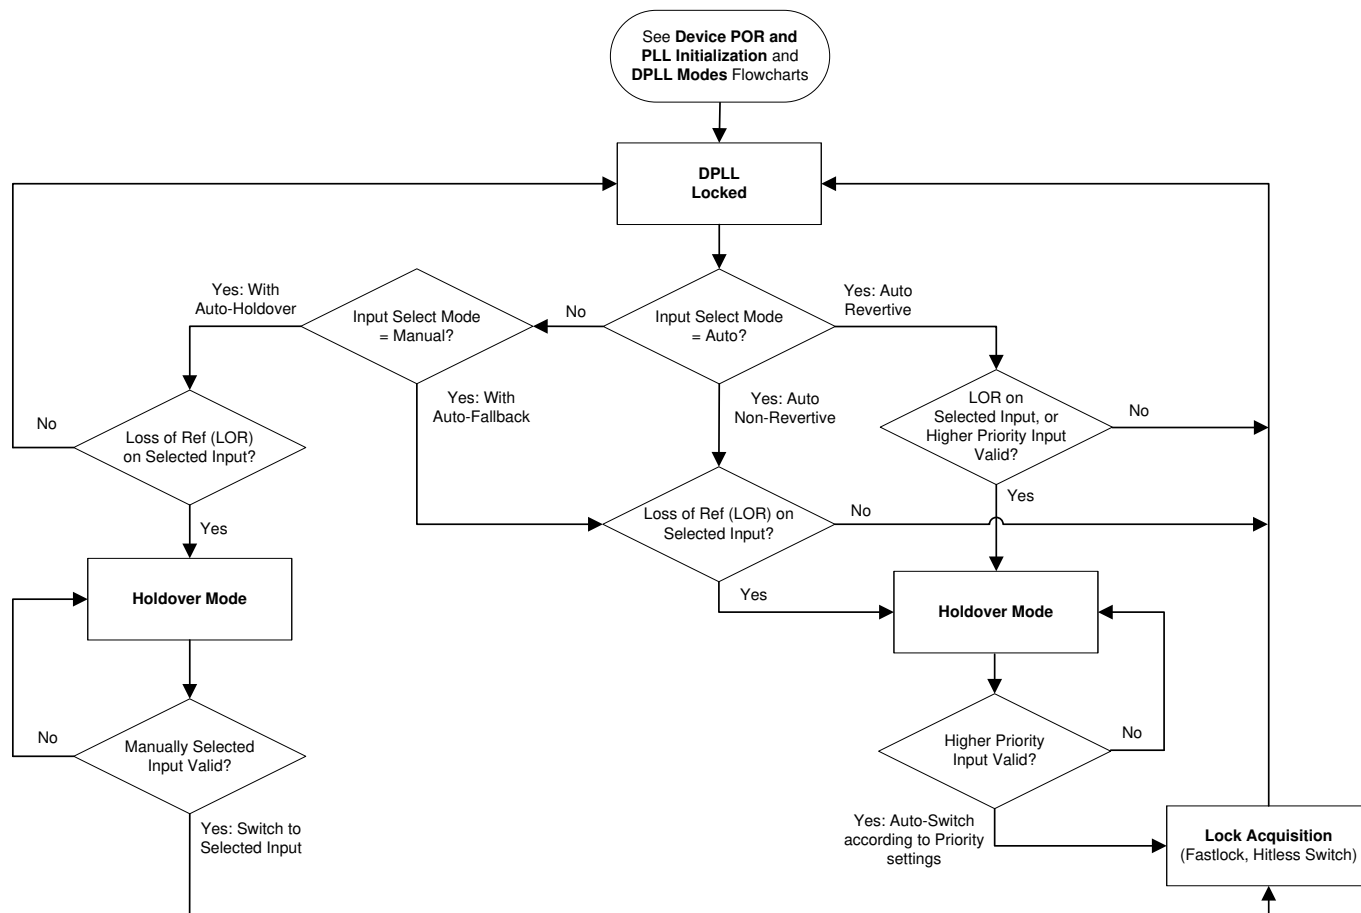 See Device POR and
PLL Initialization and
DPLL Modes Flowcharts
DPLL
Locked
Yes: With
Auto-Holdover
Input Select Mode
= Manual?
No
Input Select Mode
= Auto?
Yes: Auto
Revertive
Yes: With
Auto-Fallback
Yes: Auto
Non-Revertive
LOR on
Selected Input, or
Higher Priority Input
Valid?
No
No
Loss of Ref (LOR)
on Selected Input?
Yes
Loss of Ref (LOR) on
Selected Input?
No
Yes
Yes
Holdover Mode
Holdover Mode
No
Manually Selected
Input Valid?
Higher Priority
Input Valid?
No
Yes: Switch to
Selected Input
Yes: Auto-Switch
according to Priority
settings
Lock Acquisition
(Fastlock, Hitless Switch)